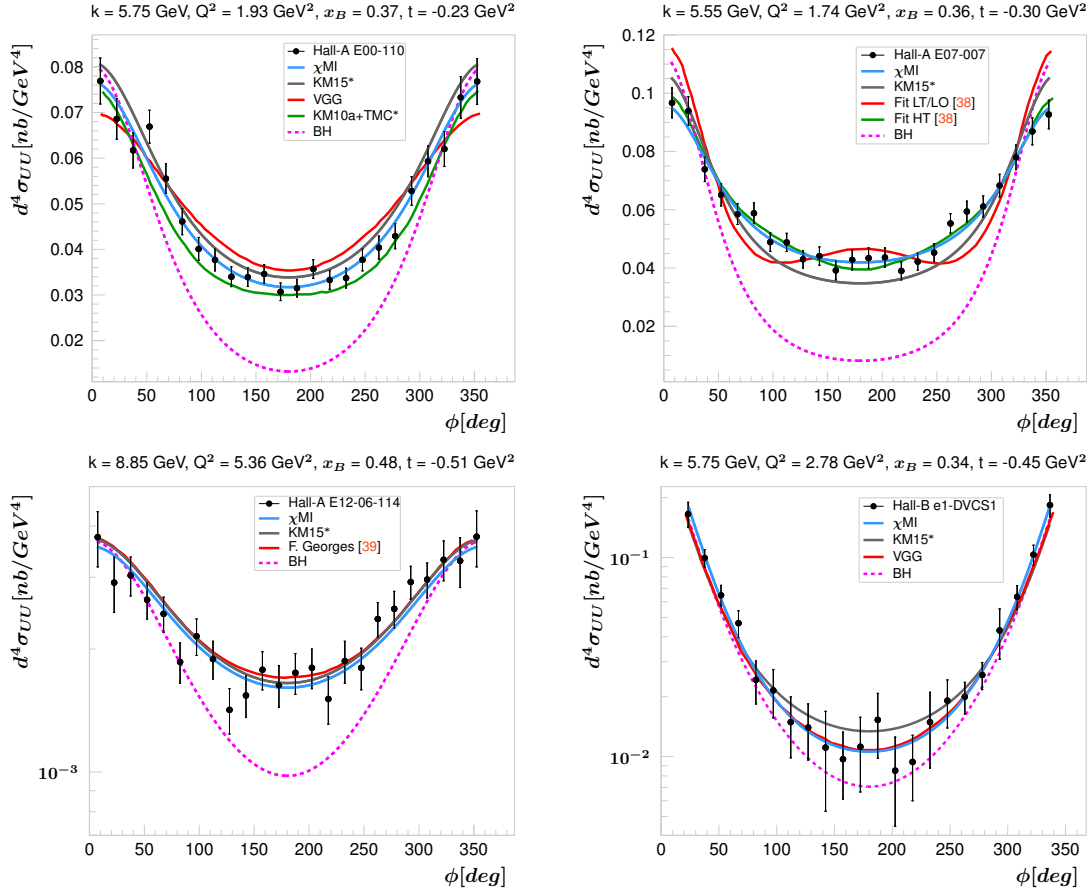 k = 5.75 GeV, Q² = 1.93 GeV², x_B = 0.37, t = -0.23 GeV²
d⁴σ_UU[nb/GeV⁴]
0.08
0.07
0.06
0.05
0.04
0.03
0.02
Hall-A E00-110
χMI
KM15*
VGG
KM10a+TMC*
BH
0 50 100 150 200 250 300 350
ϕ[deg]
k = 5.55 GeV, Q² = 1.74 GeV², x_B = 0.36, t = -0.30 GeV²
d⁴σ_UU[nb/GeV⁴]
0.12
0.1
0.08
0.06
0.04
0.02
Hall-A E07-007
χMI
KM15*
Fit LT/LO [38]
Fit HT [38]
BH
0 50 100 150 200 250 300 350
ϕ[deg]
k = 8.85 GeV, Q² = 5.36 GeV², x_B = 0.48, t = -0.51 GeV²
d⁴σ_UU[nb/GeV⁴]
10⁻³
Hall-A E12-06-114
χMI
KM15*
F. Georges [39]
BH
0 50 100 150 200 250 300 350
ϕ[deg]
k = 5.75 GeV, Q² = 2.78 GeV², x_B = 0.34, t = -0.45 GeV²
d⁴σ_UU[nb/GeV⁴]
10⁻¹
10⁻²
Hall-B e1-DVCS1
χMI
KM15*
VGG
BH
0 50 100 150 200 250 300 350
ϕ[deg]